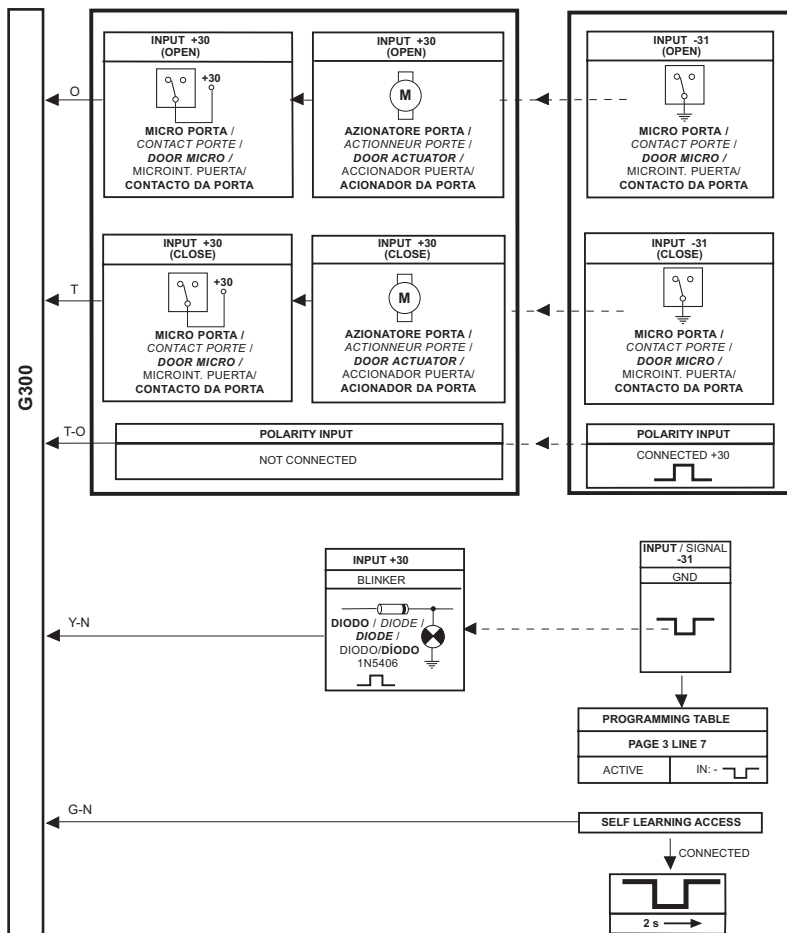 G300
O
INPUT +30
(OPEN)
+30
MICRO PORTA /
CONTACT PORTE /
DOOR MICRO /
MICROINT. PUERTA/
CONTACTO DA PORTA
INPUT +30
(OPEN)
M
AZIONATORE PORTA /
ACTIONNEUR PORTE /
DOOR ACTUATOR /
ACCIONADOR PUERTA/
ACIONADOR DA PORTA
INPUT -31
(OPEN)
MICRO PORTA /
CONTACT PORTE /
DOOR MICRO /
MICROINT. PUERTA/
CONTACTO DA PORTA
T
INPUT +30
(CLOSE)
+30
MICRO PORTA /
CONTACT PORTE /
DOOR MICRO /
MICROINT. PUERTA/
CONTACTO DA PORTA
INPUT +30
(CLOSE)
M
AZIONATORE PORTA /
ACTIONNEUR PORTE /
DOOR ACTUATOR /
ACCIONADOR PUERTA/
ACIONADOR DA PORTA
INPUT -31
(CLOSE)
MICRO PORTA /
CONTACT PORTE /
DOOR MICRO /
MICROINT. PUERTA/
CONTACTO DA PORTA
T-O
POLARITY INPUT
NOT CONNECTED
POLARITY INPUT
CONNECTED +30
Y-N
INPUT +30
BLINKER
DIODO / DIODE /
DIODE /
DIODO/DÍODO
1N5406
INPUT / SIGNAL
-31
GND
PROGRAMMING TABLE
PAGE 3 LINE 7
ACTIVE
IN: -
G-N
SELF LEARNING ACCESS
CONNECTED
2 s